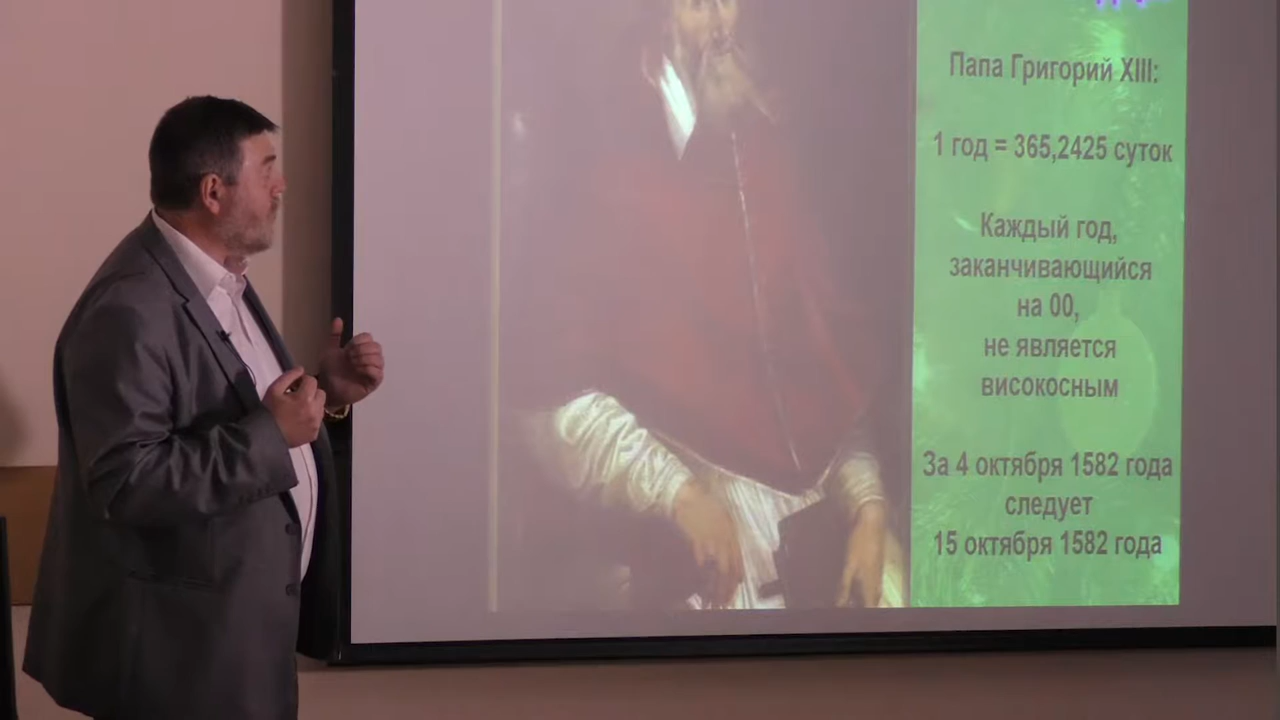 Папа Григорий XIII:
1 год = 365,2425 суток
Каждый год,
заканчивающийся
на 00,
не является
високосным
За 4 октября 1582 года
следует
15 октября 1582 года